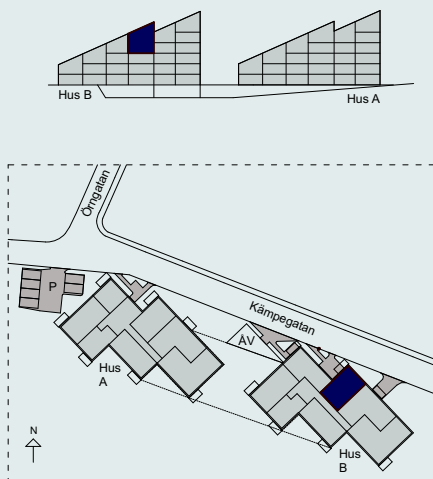 Hus B
Hus A
Örngatan
P
Kämpegatan
ÅV
Hus
A
N
Hus
B